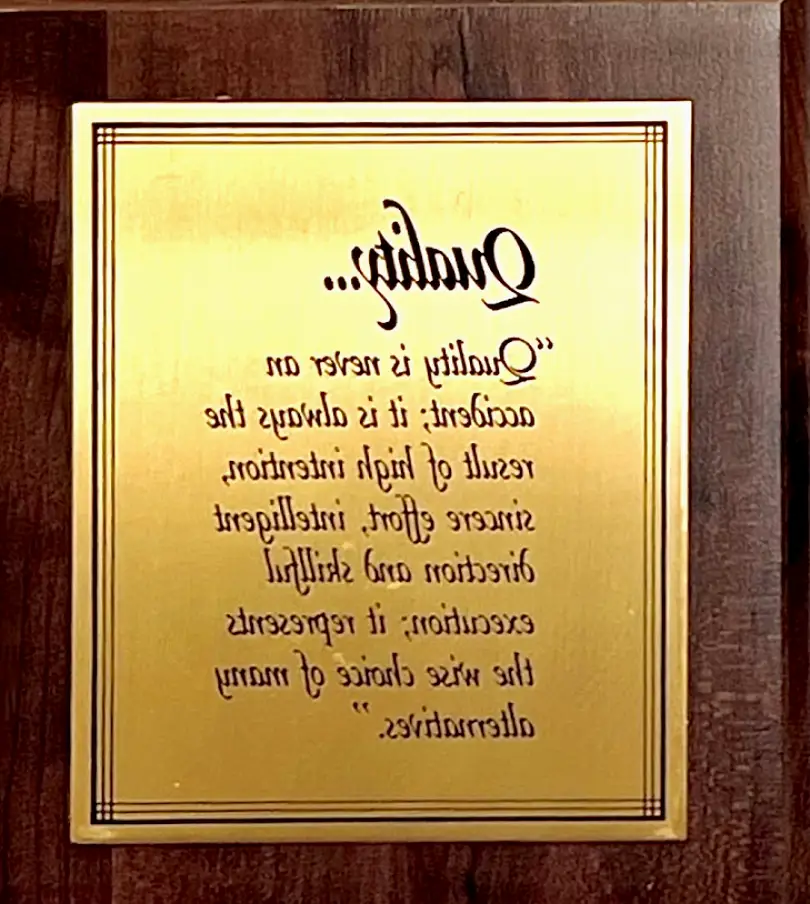 Quality...
“Quality is never an
accident; it is always the
result of high intention,
sincere effort, intelligent
direction and skillful
execution; it represents
the wise choice of many
alternatives.”